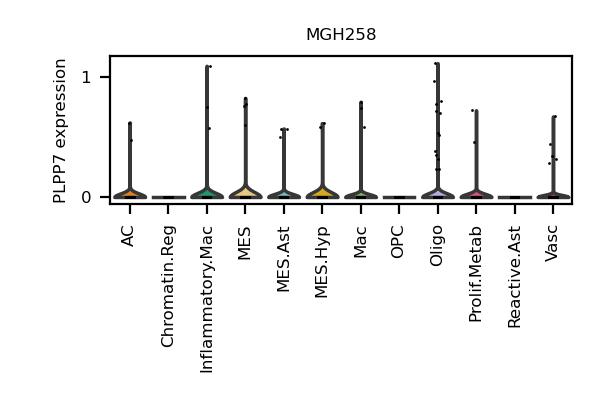 MGH258
PLPP7 expression
1
0
AC
Chromatin.Reg
Inflammatory.Mac
MES
MES.Ast
MES.Hyp
Mac
OPC
Oligo
Prolif.Metab
Reactive.Ast
Vasc